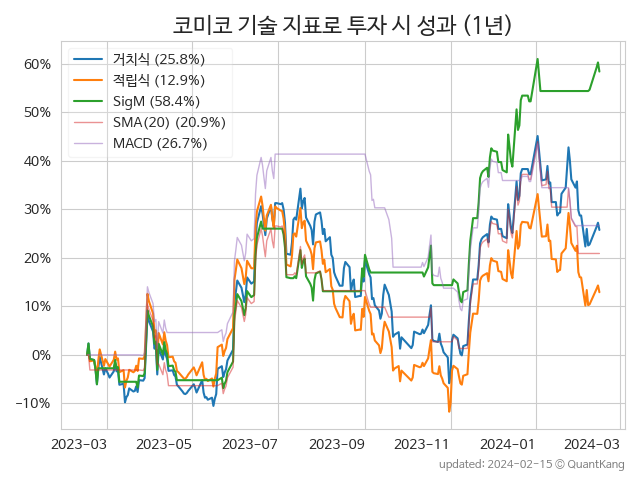 코미코 기술 지표로 투자 시 성과 (1년)
거치식 (25.8%)
적립식 (12.9%)
SigM (58.4%)
SMA(20) (20.9%)
MACD (26.7%)
60%
50%
40%
30%
20%
10%
0%
−10%
2023-03 2023-05 2023-07 2023-09 2023-11 2024-01 2024-03
updated: 2024-02-15 © QuantKang